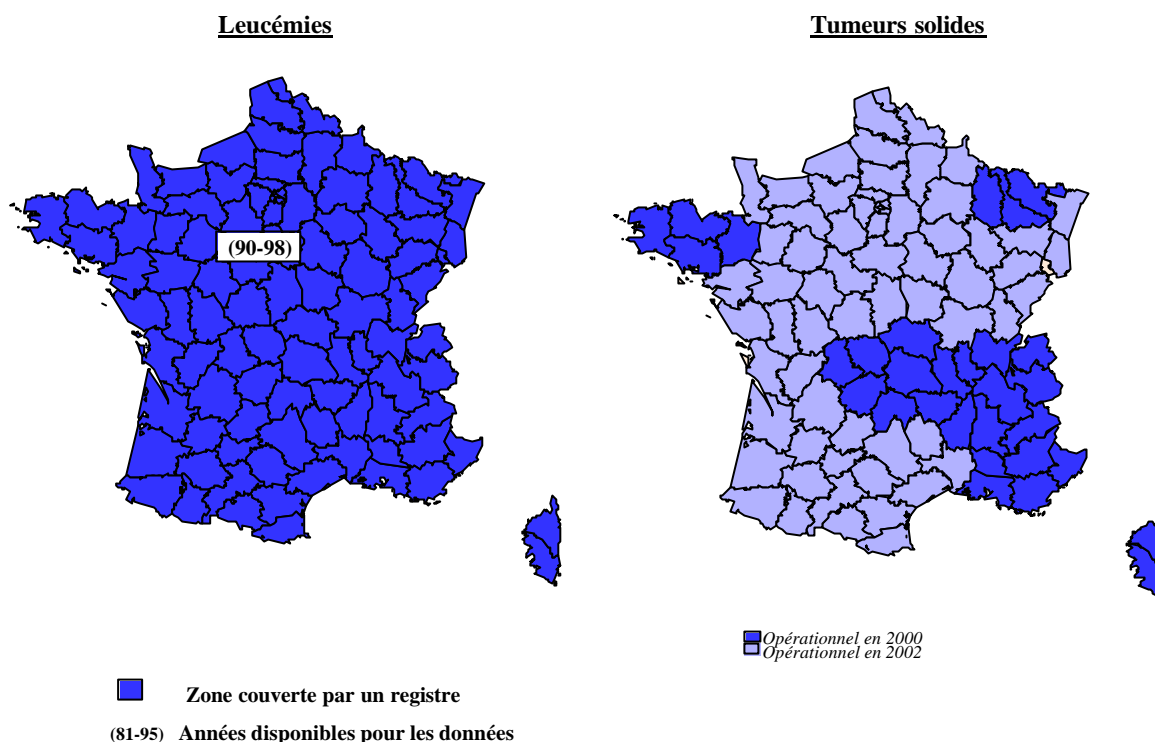 Leucémies
Tumeurs solides
(90-98)
Opérationnel en 2000
Opérationnel en 2002
Zone couverte par un registre
(81-95) Années disponibles pour les données